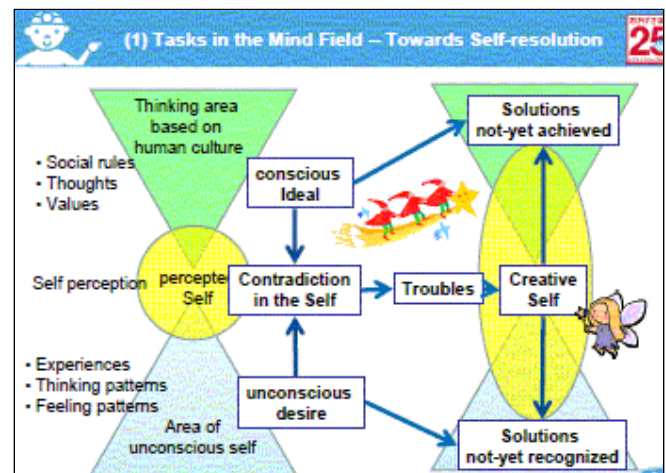 (1) Tasks in the Mind Field – Towards Self-resolution
25
Thinking area
based on
human culture
• Social rules
• Thoughts
• Values
conscious
Ideal
Solutions
not-yet achieved
Self perception
percepted
Self
Contradiction
in the Self
Troubles
Creative
Self
• Experiences
• Thinking patterns
• Feeling patterns
unconscious
desire
Area of
unconscious self
Solutions
not-yet recognized